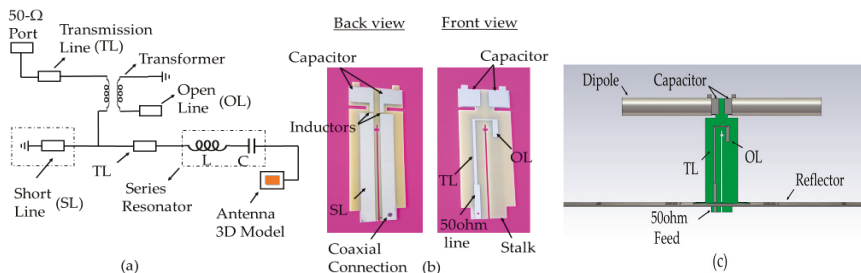 50-Ω
Port
Transmission
Line (TL)
Transformer
Open
Line (OL)
TL
L
C
Short
Line (SL)
Series
Resonator
Antenna
3D Model
(a)
Back view
Front view
Capacitor
Capacitor
Inductors
OL
TL
SL
50ohm
line
Coaxial
Connection
Stalk
(b)
Dipole
Capacitor
TL
OL
Reflector
50ohm
Feed
(c)